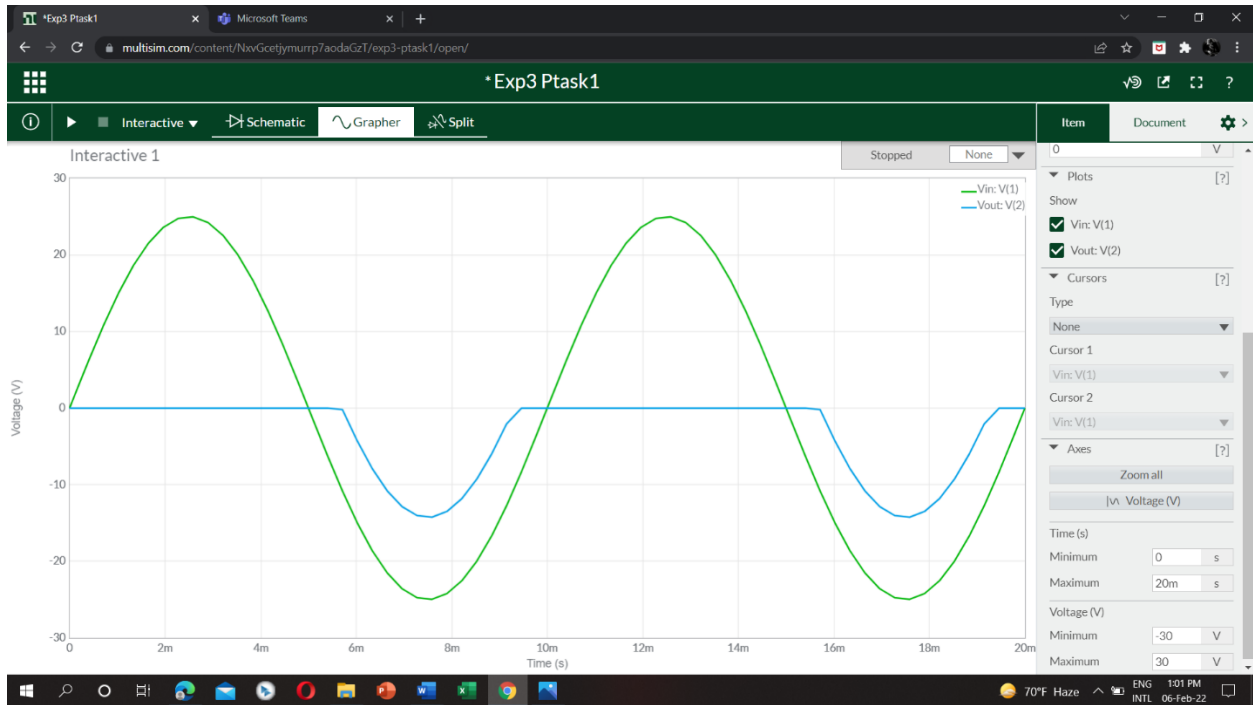 *Exp3 Ptask1
Microsoft Teams
multisim.com/content/NxvGcetjymurrp7aodaGzT/exp3-ptask1/open/
*Exp3 Ptask1
Interactive
Schematic
Grapher
Split
Item
Document
Interactive 1
Stopped
None
Vin: V(1)
Vout: V(2)
Voltage (V)
30
20
10
0
-10
-20
-30
0 2m 4m 6m 8m 10m 12m 14m 16m 18m 20m
Time (s)
0 V
Plots [?]
Show
Vin: V(1)
Vout: V(2)
Cursors [?]
Type
None
Cursor 1
Vin: V(1)
Cursor 2
Vin: V(1)
Axes [?]
Zoom all
Voltage (V)
Time (s)
Minimum 0 s
Maximum 20m s
Voltage (V)
Minimum -30 V
Maximum 30 V
70°F Haze
ENG
INTL
1:01 PM
06-Feb-22